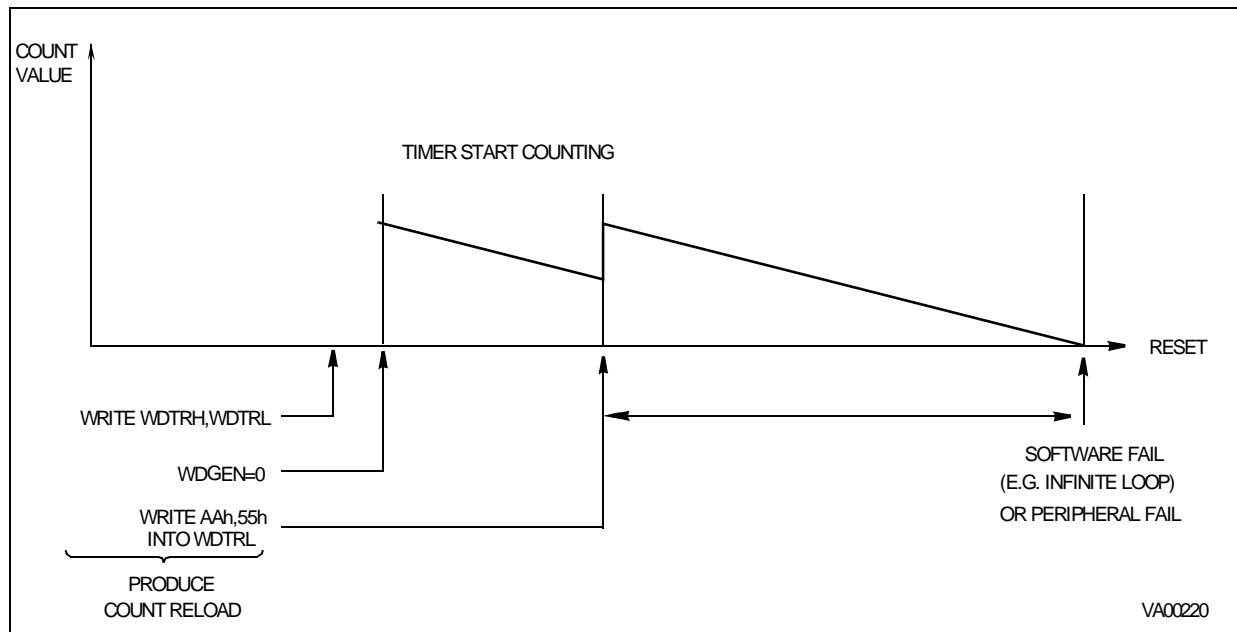 COUNT
VALUE
TIMER START COUNTING
RESET
WRITE WDTRH,WDTRL
WDGEN=0
WRITE AAh,55h
INTO WDTRL
PRODUCE
COUNT RELOAD
SOFTWARE FAIL
(E.G. INFINITE LOOP)
OR PERIPHERAL FAIL
VA00220